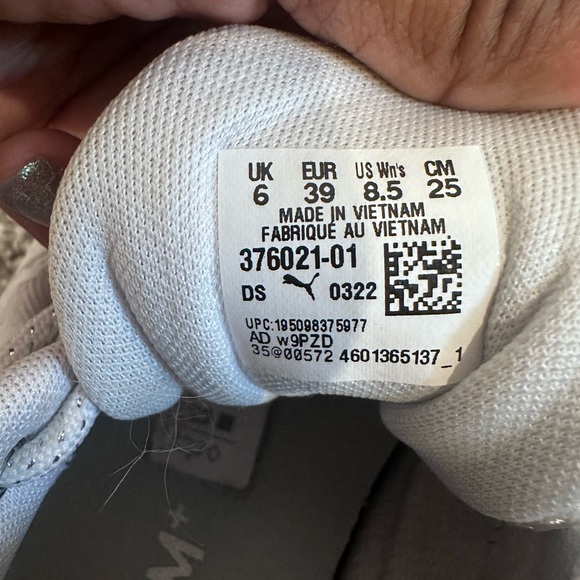 UK EUR US Wn's CM
6 39 8.5 25
MADE IN VIETNAM
FABRIQUÉ AU VIETNAM
376021-01
DS 0322
UPC:195098375977
AD w9PZD
35@00572 4601365137_1
M+